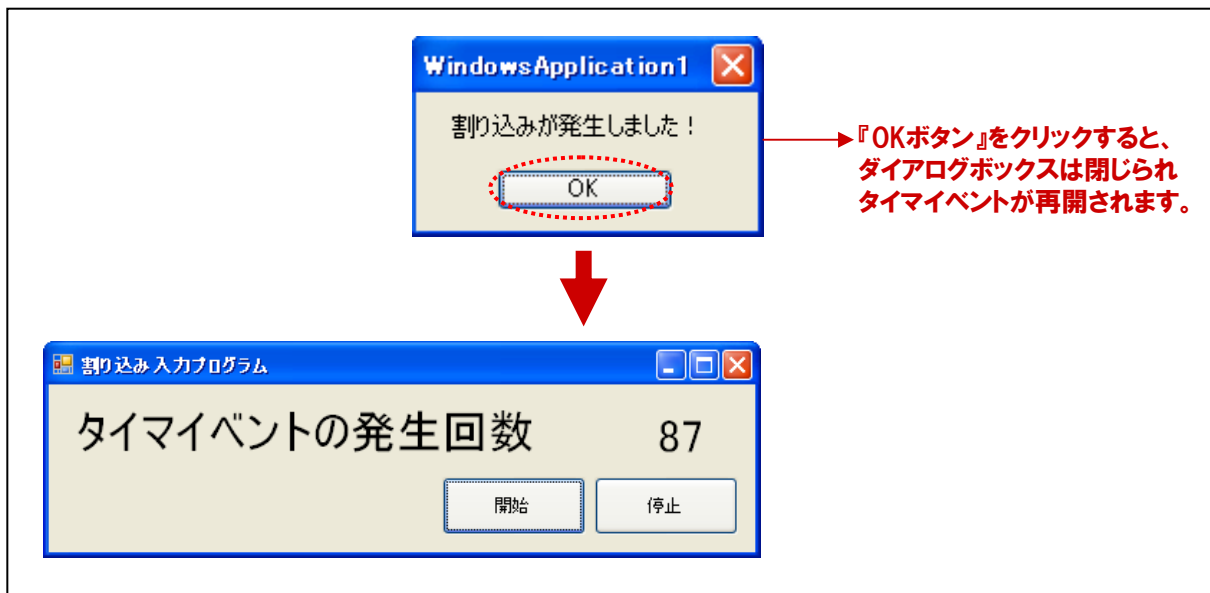 WindowsApplication1
割り込みが発生しました!
OK
『OKボタン』をクリックすると、
ダイアログボックスは閉じられ
タイマイベントが再開されます。
割り込み入力プログラム
タイマイベントの発生回数 87
開始 停止